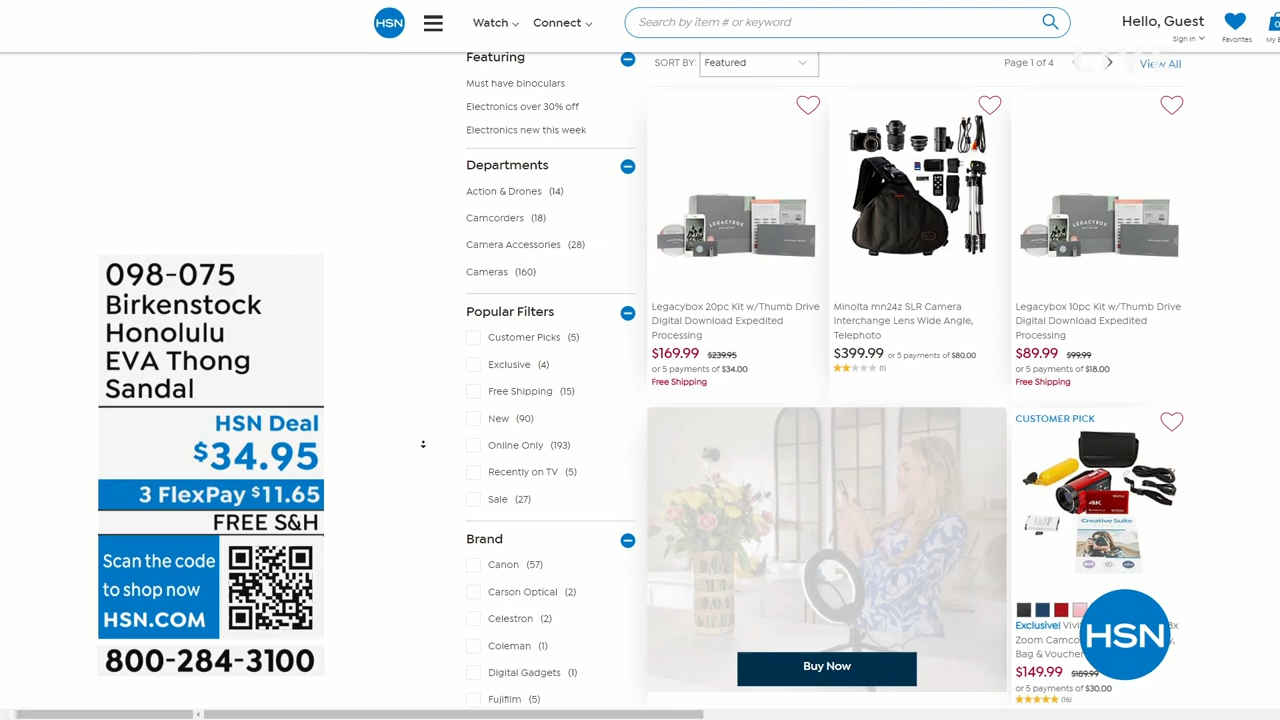 HSN
Watch
Connect
Search by item # or keyword
Hello, Guest
Sign In
Favorites
0
Featuring
Must have binoculars
Electronics over 30% off
Electronics new this week
Departments
Action & Drones (14)
Camcorders (18)
Camera Accessories (28)
Cameras (160)
Popular Filters
Customer Picks (5)
Exclusive (4)
Free Shipping (15)
New (90)
Online Only (193)
Recently on TV (5)
Sale (27)
Brand
Canon (57)
Carson Optical (2)
Celestron (2)
Coleman (1)
Digital Gadgets (1)
Fujifilm (5)
SORT BY: Featured
Page 1 of 4
View All
LIVE
LEGACYBOX
Legacybox 20pc Kit w/Thumb Drive
Digital Download Expedited
Processing
$169.99 $239.95
or 5 payments of $34.00
Free Shipping
Minolta mn24z SLR Camera
Interchange Lens Wide Angle,
Telephoto
$399.99 or 5 payments of $80.00
(1)
LEGACYBOX
Legacybox 10pc Kit w/Thumb Drive
Digital Download Expedited
Processing
$89.99 $99.99
or 5 payments of $18.00
Free Shipping
Buy Now
CUSTOMER PICK
4K
Creative Suite
Exclusive!
Zoom
Bag & Voucher
$149.99 $189.99
or 5 payments of $30.00
(16)
HSN
098-075
Birkenstock
Honolulu
EVA Thong
Sandal
HSN Deal
$34.95
3 FlexPay $11.65
FREE S&H
Scan the code
to shop now
HSN.COM
800-284-3100